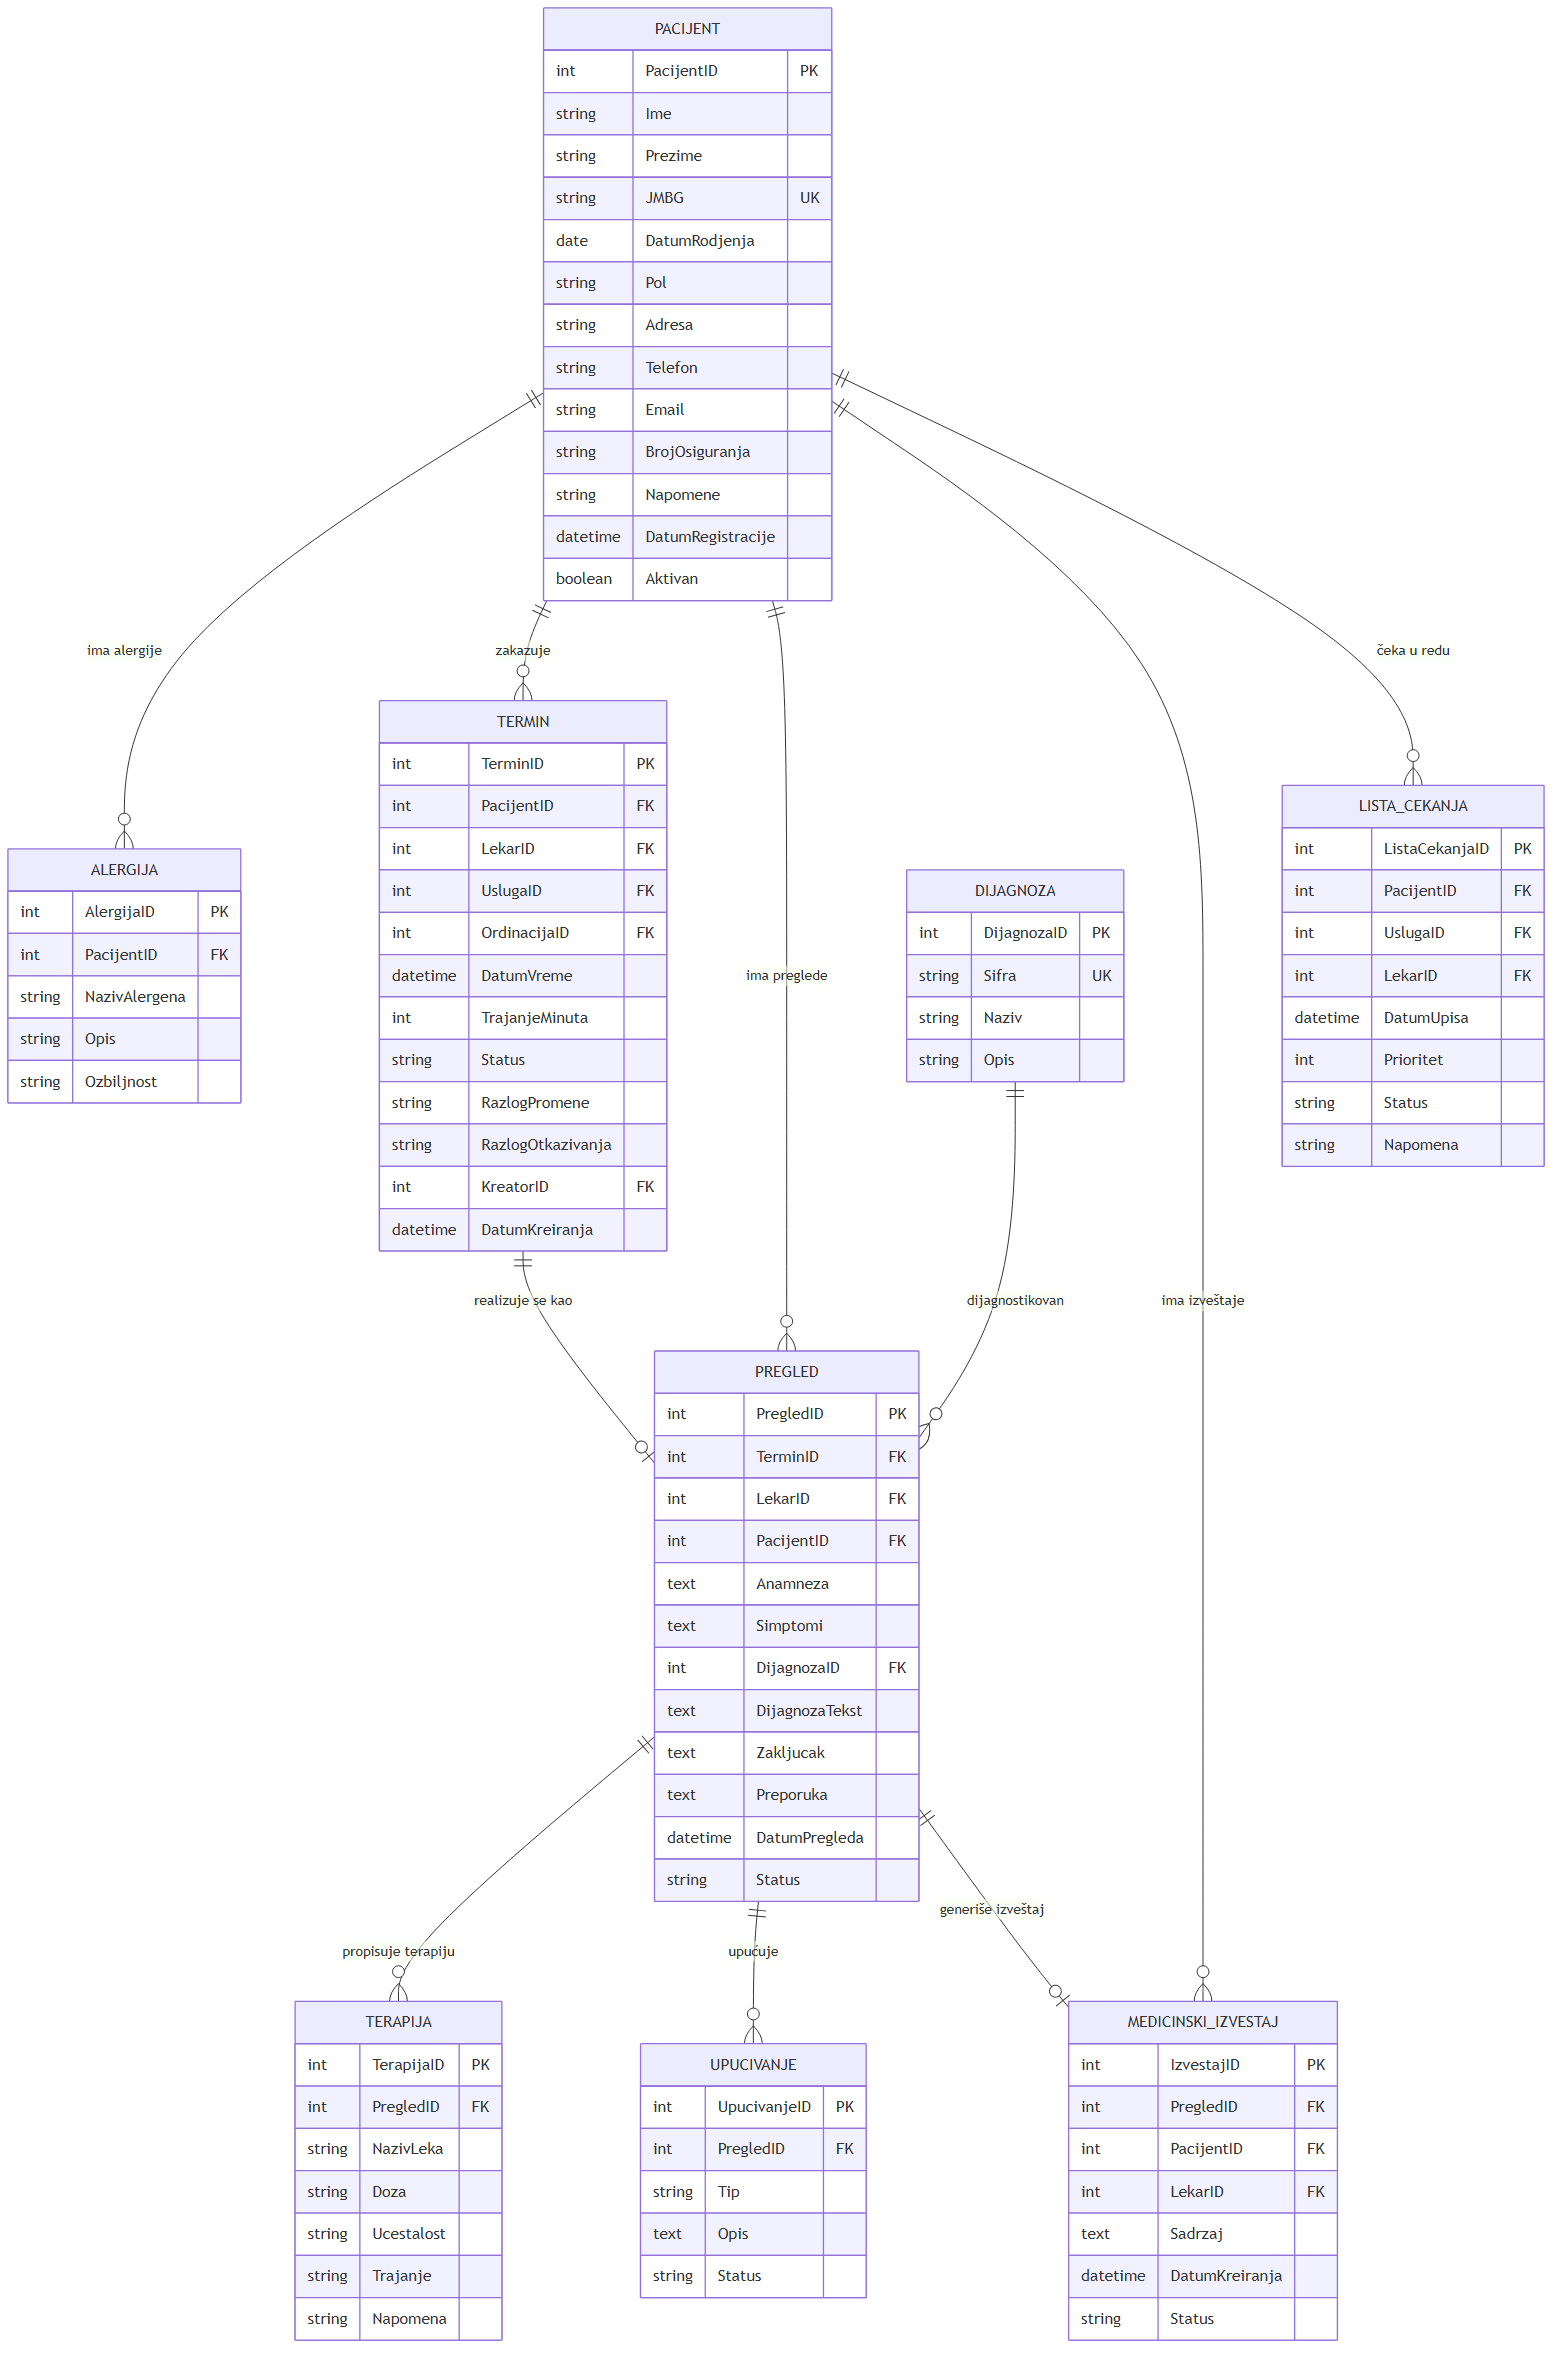 PACIJENT
int PacijentID PK
string Ime
string Prezime
string JMBG UK
date DatumRodjenja
string Pol
string Adresa
string Telefon
string Email
string BrojOsiguranja
string Napomene
datetime DatumRegistracije
boolean Aktivan
ima alergije
zakazuje
čeka u redu
TERMIN
int TerminID PK
int PacijentID FK
int LekarID FK
int UslugaID FK
int OrdinacijaID FK
datetime DatumVreme
int TrajanjeMinuta
string Status
string RazlogPromene
string RazlogOtkazivanja
int KreatorID FK
datetime DatumKreiranja
LISTA_CEKANJA
int ListaCekanjaID PK
int PacijentID FK
int UslugaID FK
int LekarID FK
datetime DatumUpisa
int Prioritet
string Status
string Napomena
ALERGIJA
int AlergijaID PK
int PacijentID FK
string NazivAlergena
string Opis
string Ozbiljnost
DIJAGNOZA
int DijagnozaID PK
string Sifra UK
string Naziv
string Opis
ima preglede
realizuje se kao
dijagnostikovan
ima izveštaje
PREGLED
int PregledID PK
int TerminID FK
int LekarID FK
int PacijentID FK
text Anamneza
text Simptomi
int DijagnozaID FK
text DijagnozaTekst
text Zakljucak
text Preporuka
datetime DatumPregleda
string Status
generiše izveštaj
propisuje terapiju
upućuje
TERAPIJA
int TerapijaID PK
int PregledID FK
string NazivLeka
string Doza
string Ucestalost
string Trajanje
string Napomena
UPUCIVANJE
int UpucivanjeID PK
int PregledID FK
string Tip
text Opis
string Status
MEDICINSKI_IZVESTAJ
int IzvestajID PK
int PregledID FK
int PacijentID FK
int LekarID FK
text Sadrzaj
datetime DatumKreiranja
string Status